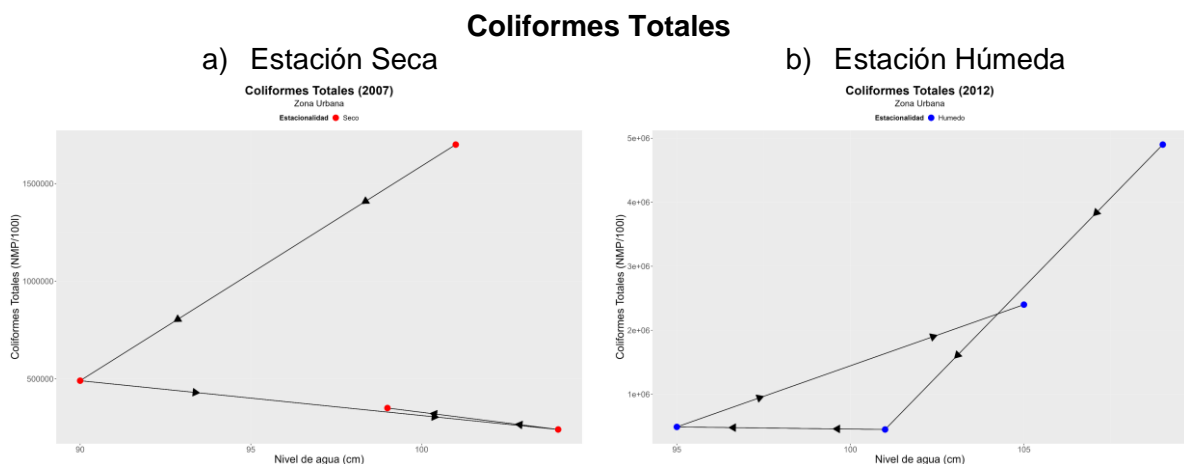 Coliformes Totales
a) Estación Seca
Coliformes Totales (2007)
Zona Urbana
Estacionalidad Seco
Coliformes Totales (NMP/100l)
1500000
1000000
500000
90 95 100
Nivel de agua (cm)
b) Estación Húmeda
Coliformes Totales (2012)
Zona Urbana
Estacionalidad Humedo
Coliformes Totales (NMP/100l)
5e+06
4e+06
3e+06
2e+06
1e+06
95 100 105
Nivel de agua (cm)